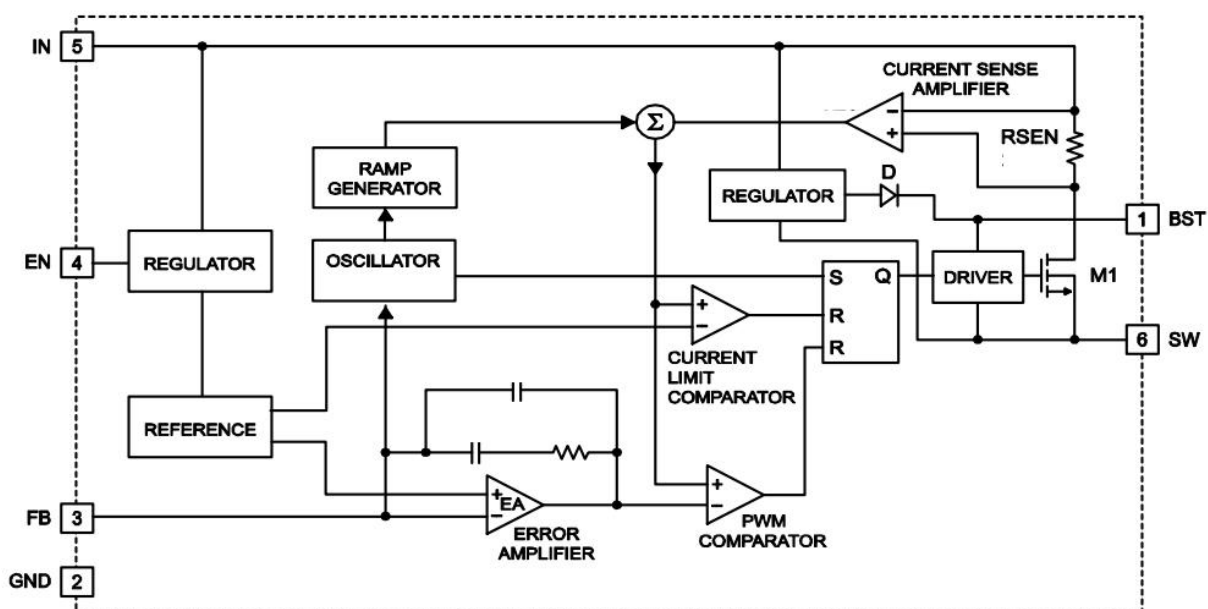 IN 5
CURRENT SENSE
AMPLIFIER
-
+
Σ
RSEN
RAMP
GENERATOR
D
REGULATOR
1 BST
EN 4
REGULATOR
OSCILLATOR
S Q
DRIVER
M1
+
-
R
R
6 SW
CURRENT
LIMIT
COMPARATOR
REFERENCE
+
EA
-
+
-
FB 3
ERROR
AMPLIFIER
PWM
COMPARATOR
GND 2